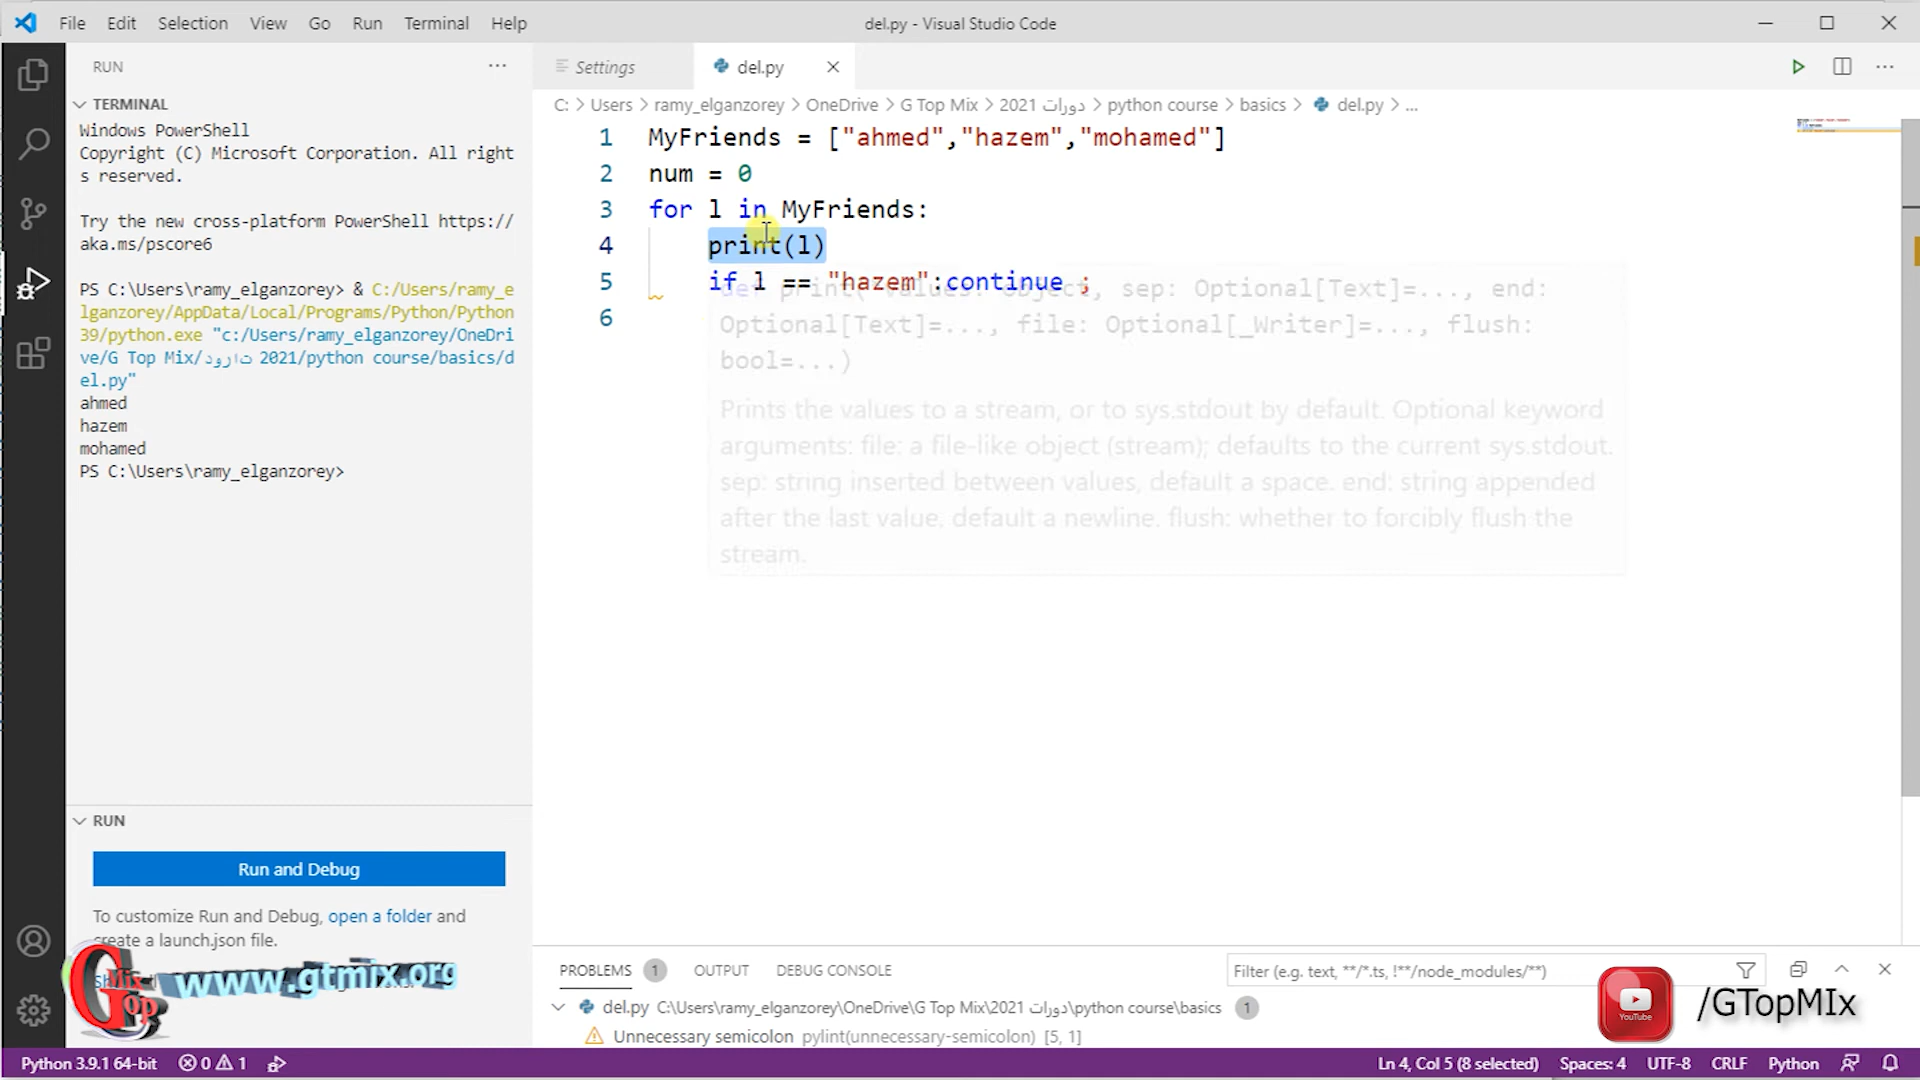 File Edit Selection View Go Run Terminal Help
del.py - Visual Studio Code
RUN
Settings
del.py
TERMINAL
C: > Users > ramy_elganzorey > OneDrive > G Top Mix > 2021 دورات > python course > basics > del.py > ...
Windows PowerShell
Copyright (C) Microsoft Corporation. All right
s reserved.
Try the new cross-platform PowerShell https://
aka.ms/pscore6
PS C:\Users\ramy_elganzorey> & C:/Users/ramy_e
lganzorey/AppData/Local/Programs/Python/Python
39/python.exe "c:/Users/ramy_elganzorey/OneDri
ve/G Top Mix/دورات 2021/python course/basics/d
el.py"
ahmed
hazem
mohamed
PS C:\Users\ramy_elganzorey>
1 MyFriends = ["ahmed","hazem","mohamed"]
2 num = 0
3 for l in MyFriends:
4 print(l)
5 if l == "hazem":continue ;
6
def print( values: object, sep: Optional[Text]=..., end:
Optional[Text]=..., file: Optional[_Writer]=..., flush:
bool=...)
Prints the values to a stream, or to sys.stdout by default. Optional keyword
arguments: file: a file-like object (stream); defaults to the current sys.stdout.
sep: string inserted between values, default a space. end: string appended
after the last value, default a newline. flush: whether to forcibly flush the
stream.
RUN
Run and Debug
To customize Run and Debug, open a folder and
create a launch.json file.
G Mix Top
www.gtmix.org
PROBLEMS 1 OUTPUT DEBUG CONSOLE
Filter (e.g. text, **/*.ts, !**/node_modules/**)
del.py C:\Users\ramy_elganzorey\OneDrive\G Top Mix\2021 دورات\python course\basics 1
Unnecessary semicolon pylint(unnecessary-semicolon) [5, 1]
YouTube
/GTopMIx
Python 3.9.1 64-bit 0 1
Ln 4, Col 5 (8 selected) Spaces: 4 UTF-8 CRLF Python